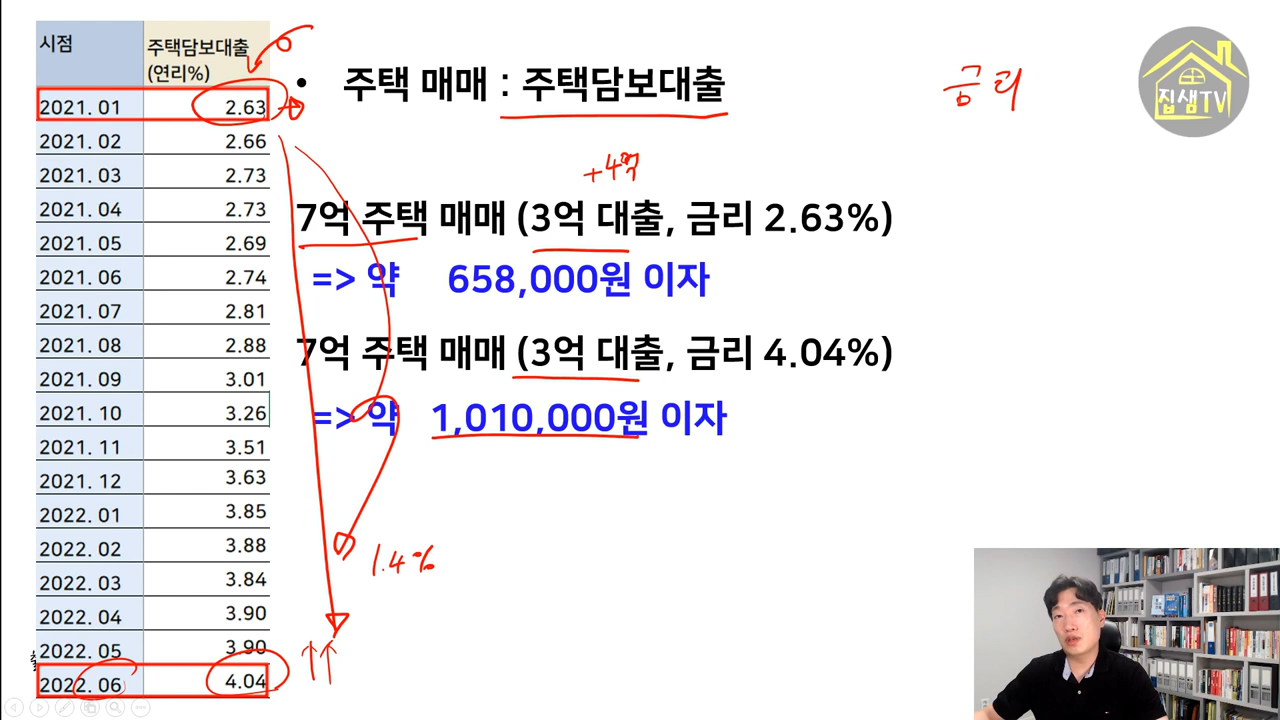 시점 주택담보대출
(연리%)
2021. 01 2.63
2021. 02 2.66
2021. 03 2.73
2021. 04 2.73
2021. 05 2.69
2021. 06 2.74
2021. 07 2.81
2021. 08 2.88
2021. 09 3.01
2021. 10 3.26
2021. 11 3.51
2021. 12 3.63
2022. 01 3.85
2022. 02 3.88
2022. 03 3.84
2022. 04 3.90
2022. 05 3.90
2022. 06 4.04
• 주택 매매 : 주택담보대출
금리
집샘TV
+4억
7억 주택 매매 (3억 대출, 금리 2.63%)
=> 약 658,000원 이자
7억 주택 매매 (3억 대출, 금리 4.04%)
=> 약 1,010,000원 이자
1.4%
↑↑